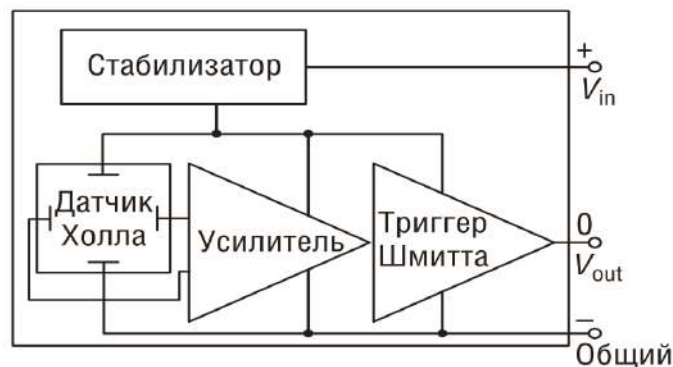 Стабилизатор
+
V_in
Датчик
Холла
Усилитель
Триггер
Шмитта
0
V_out
–
Общий